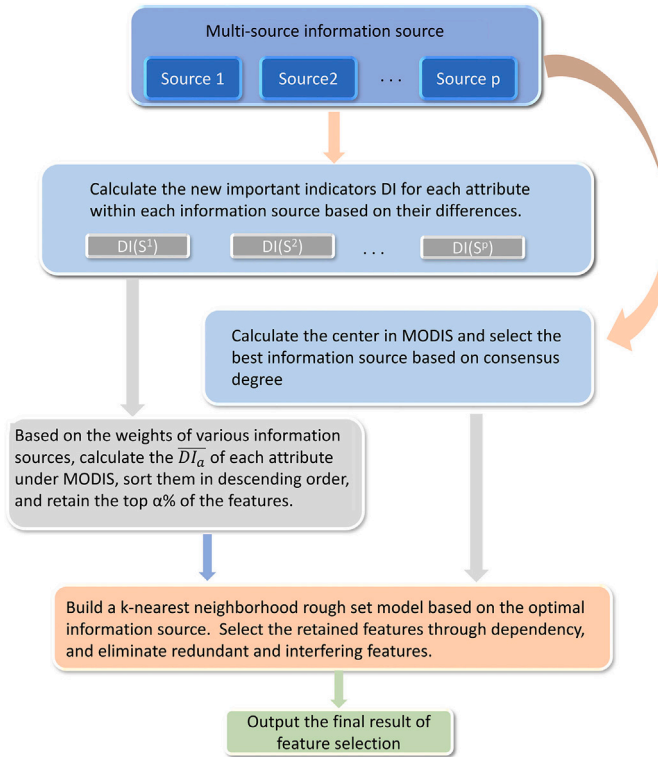 Multi-source information source
Source 1 Source2 ... Source p
Calculate the new important indicators DI for each attribute
within each information source based on their differences.
DI(S¹) DI(S²) ... DI(Sᵖ)
Calculate the center in MODIS and select the
best information source based on consensus
degree
Based on the weights of various information
sources, calculate the D̅I̅ₐ of each attribute
under MODIS, sort them in descending order,
and retain the top α% of the features.
Build a k-nearest neighborhood rough set model based on the optimal
information source. Select the retained features through dependency,
and eliminate redundant and interfering features.
Output the final result of
feature selection